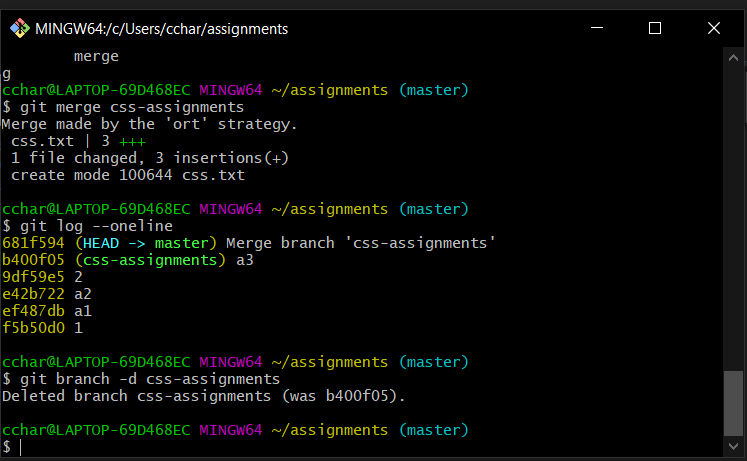 MINGW64:/c/Users/cchar/assignments
merge
g
cchar@LAPTOP-69D468EC MINGW64 ~/assignments (master)
$ git merge css-assignments
Merge made by the 'ort' strategy.
css.txt | 3 +++
1 file changed, 3 insertions(+)
create mode 100644 css.txt
cchar@LAPTOP-69D468EC MINGW64 ~/assignments (master)
$ git log --oneline
681f594 (HEAD -> master) Merge branch 'css-assignments'
b400f05 (css-assignments) a3
9df59e5 2
e42b722 a2
ef487db a1
f5b50d0 1
cchar@LAPTOP-69D468EC MINGW64 ~/assignments (master)
$ git branch -d css-assignments
Deleted branch css-assignments (was b400f05).
cchar@LAPTOP-69D468EC MINGW64 ~/assignments (master)
$